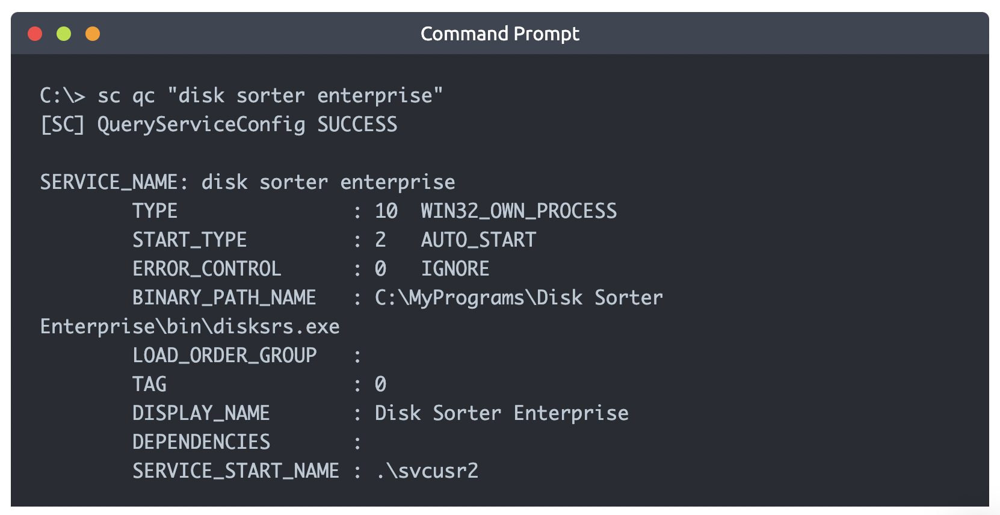 Command Prompt
C:\> sc qc "disk sorter enterprise"
[SC] QueryServiceConfig SUCCESS
SERVICE_NAME: disk sorter enterprise
        TYPE               : 10  WIN32_OWN_PROCESS
        START_TYPE         : 2   AUTO_START
        ERROR_CONTROL      : 0   IGNORE
        BINARY_PATH_NAME   : C:\MyPrograms\Disk Sorter
Enterprise\bin\disksrs.exe
        LOAD_ORDER_GROUP   :
        TAG                : 0
        DISPLAY_NAME       : Disk Sorter Enterprise
        DEPENDENCIES       :
        SERVICE_START_NAME : .\svcusr2